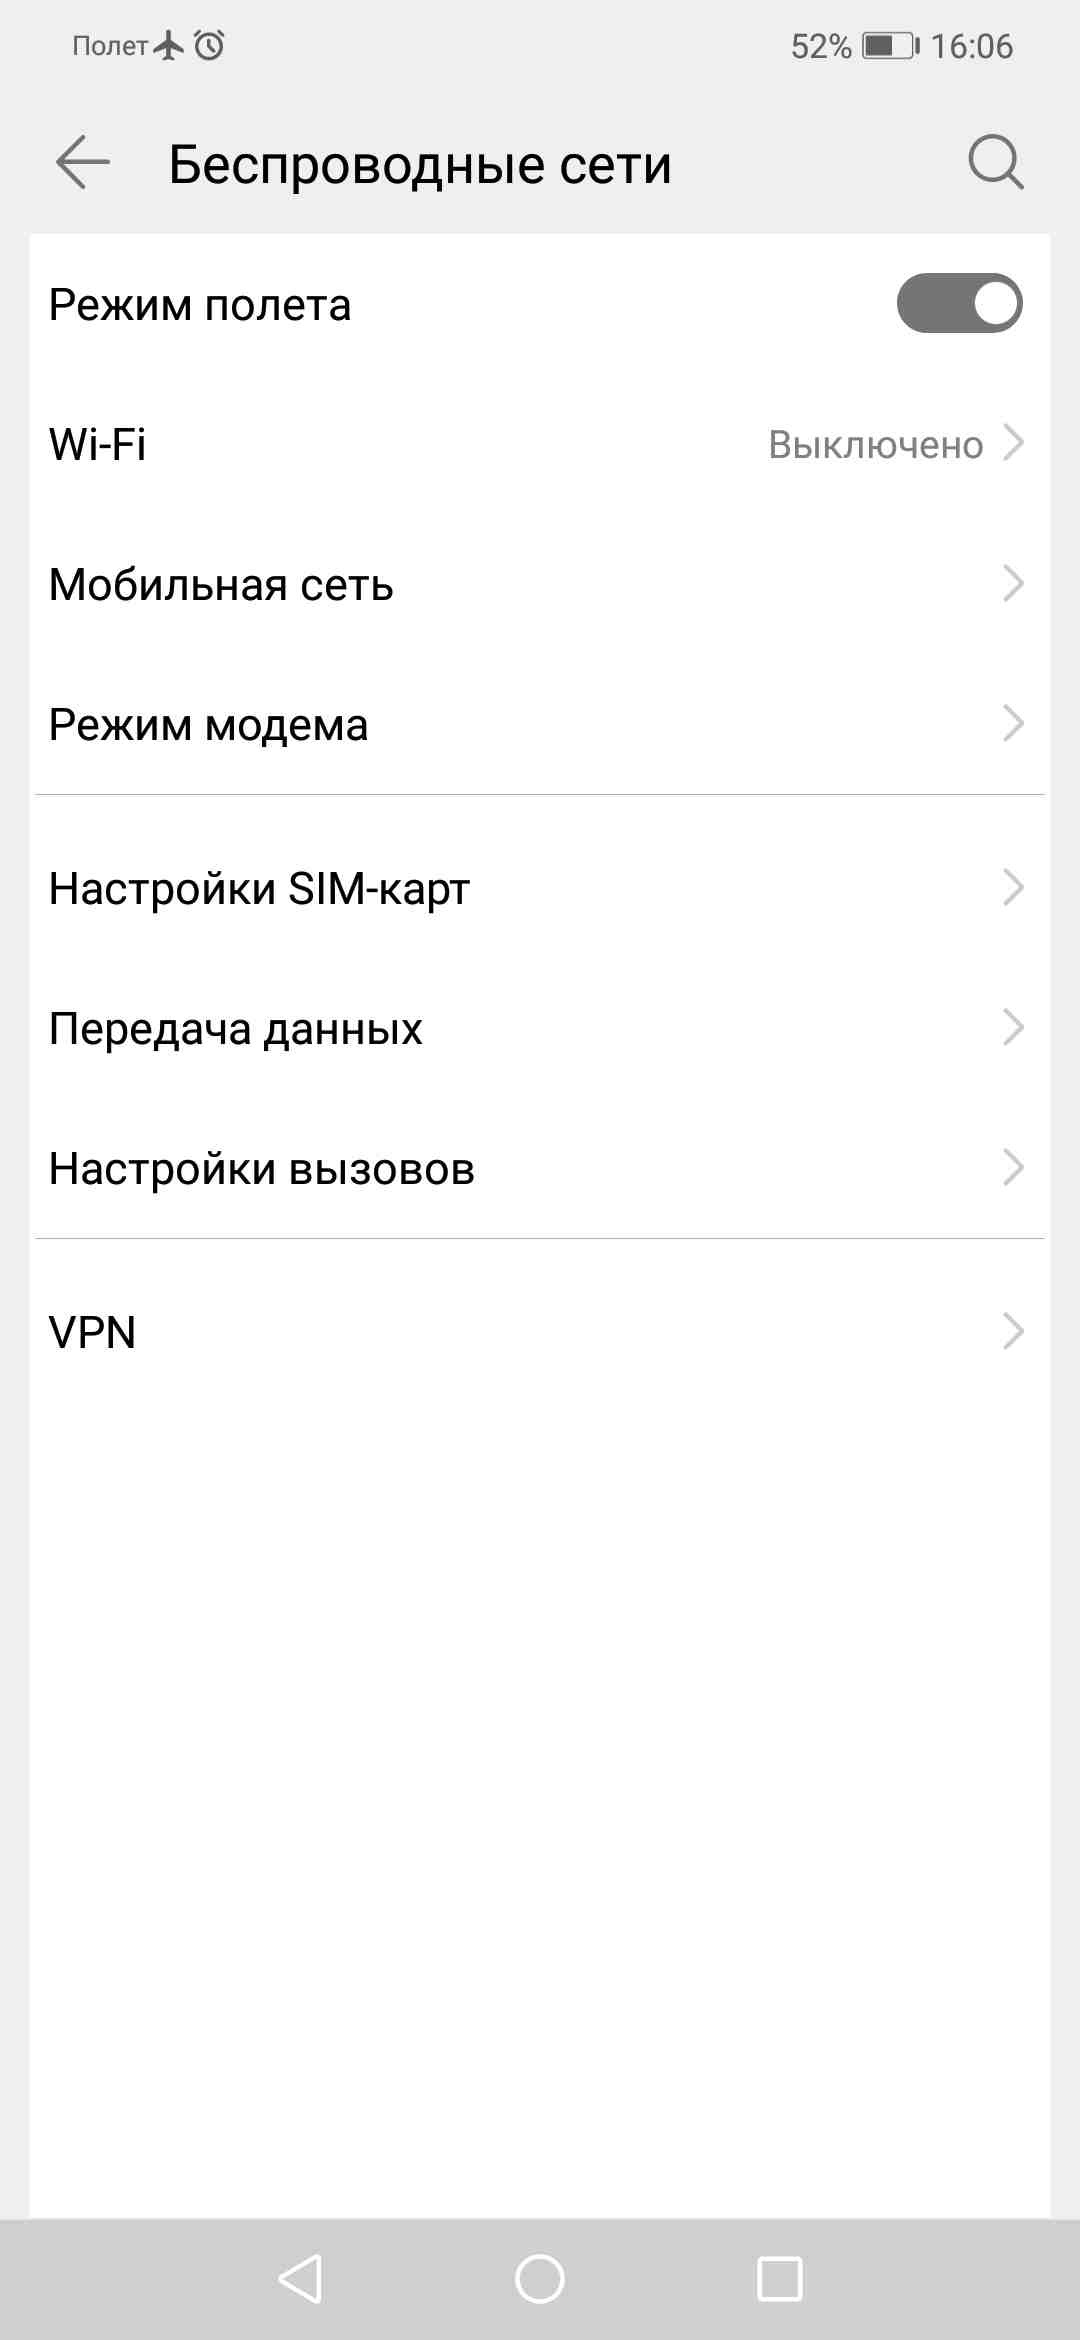 Полет
52% 16:06
Беспроводные сети
Режим полета
Wi-Fi Выключено
Мобильная сеть
Режим модема
Настройки SIM-карт
Передача данных
Настройки вызовов
VPN